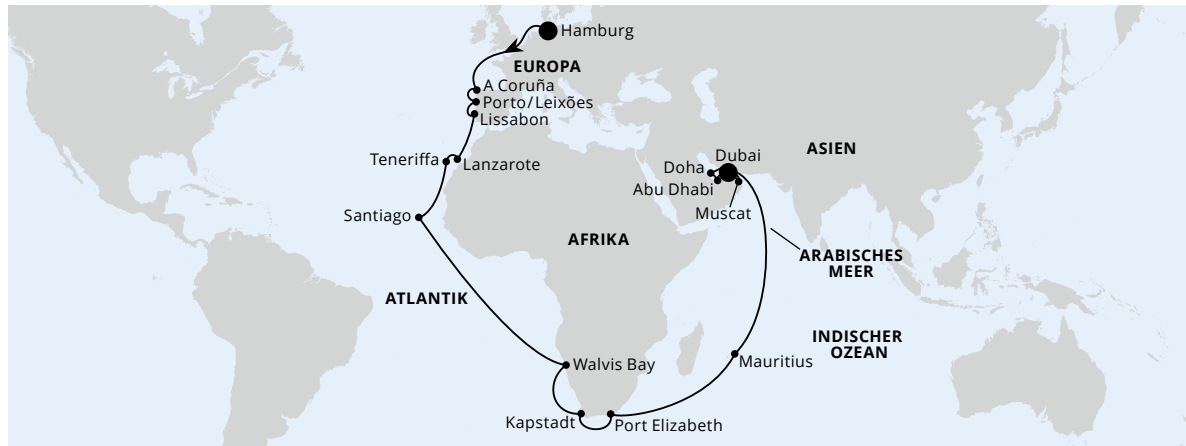 Hamburg
EUROPA
A Coruña
Porto/Leixões
Lissabon
Teneriffa
Lanzarote
Santiago
ASIEN
Dubai
Doha
Abu Dhabi
Muscat
AFRIKA
ARABISCHES
MEER
ATLANTIK
INDISCHER
OZEAN
Walvis Bay
Mauritius
Kapstadt
Port Elizabeth